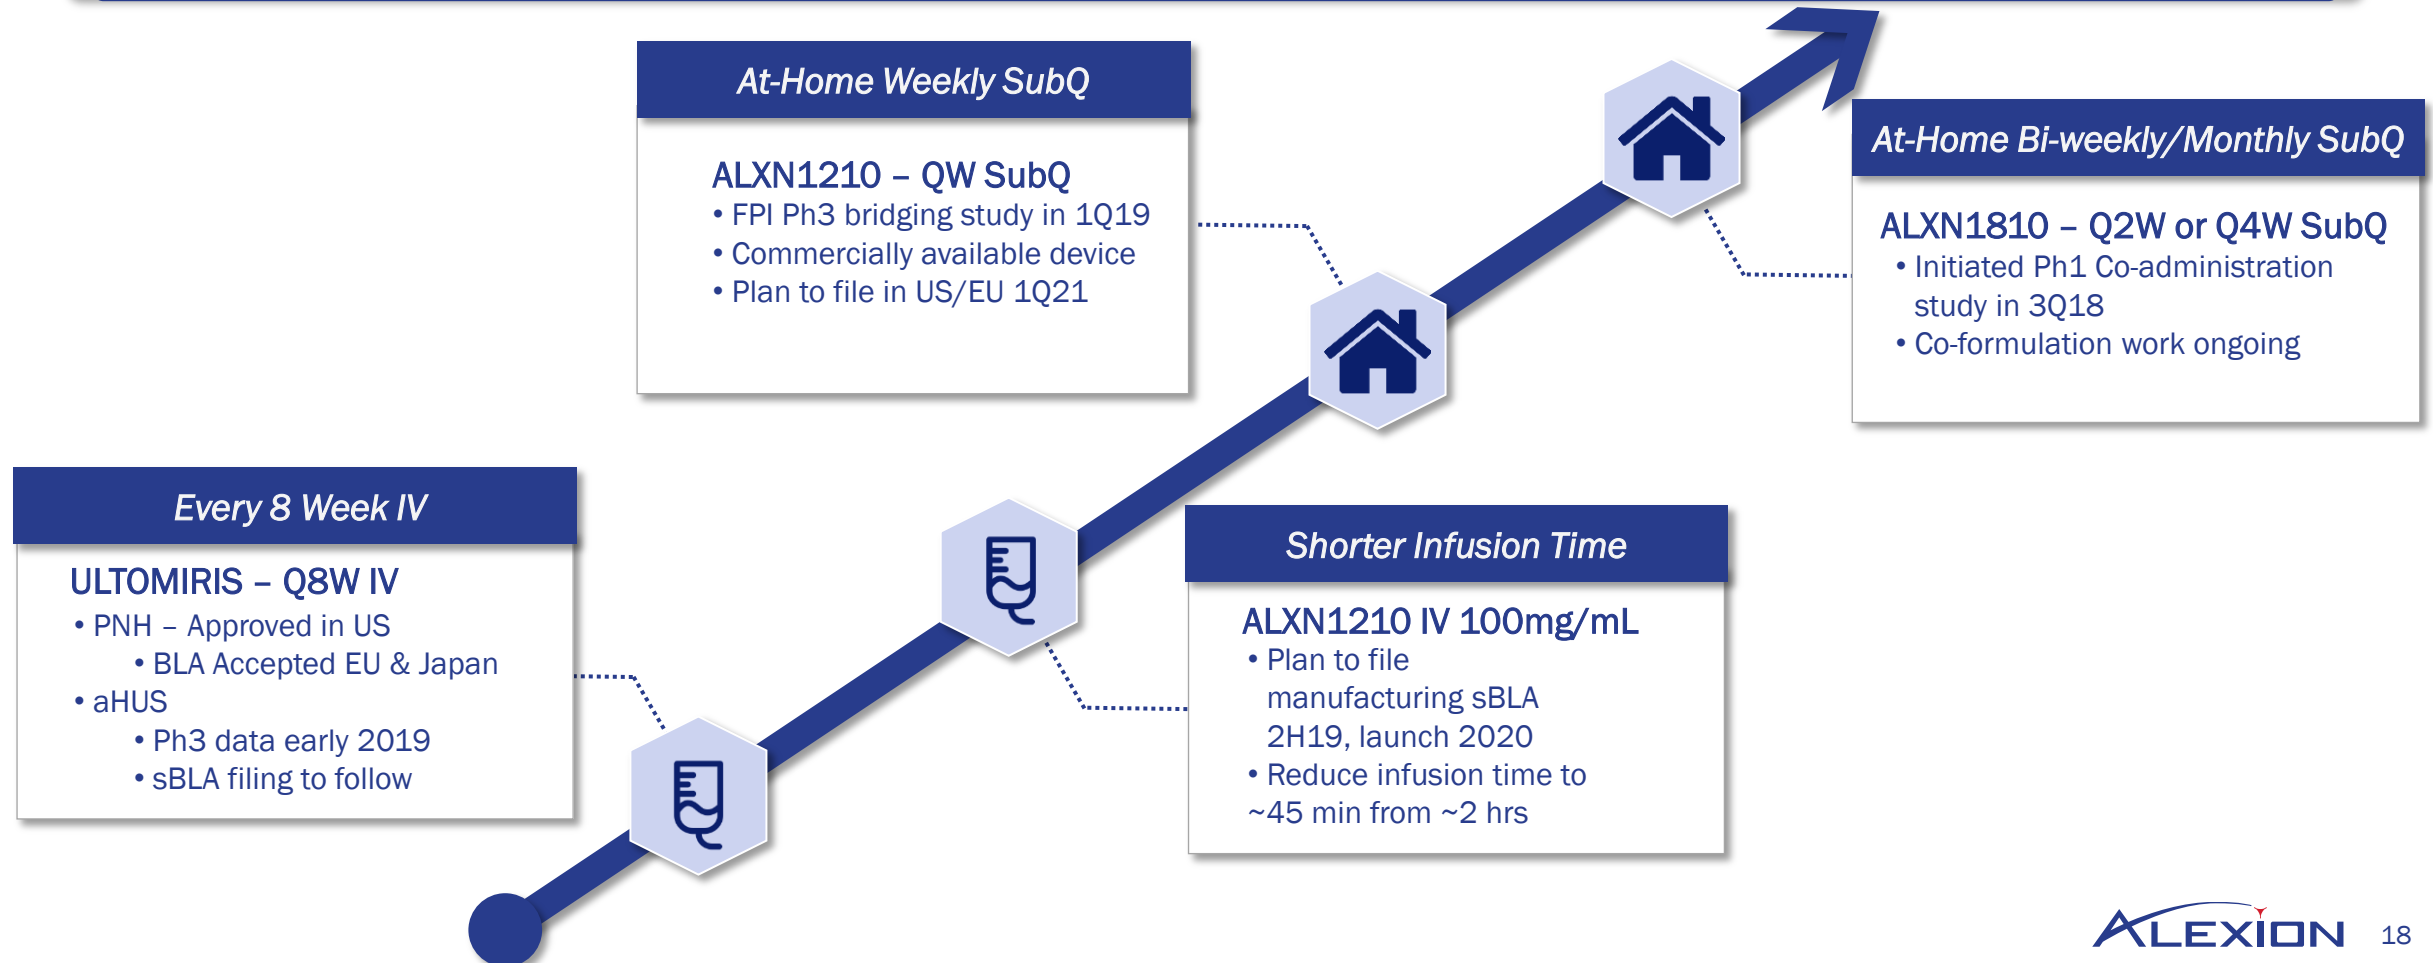 At-Home Weekly SubQ
ALXN1210 – QW SubQ
• FPI Ph3 bridging study in 1Q19
• Commercially available device
• Plan to file in US/EU 1Q21
At-Home Bi-weekly/Monthly SubQ
ALXN1810 – Q2W or Q4W SubQ
• Initiated Ph1 Co-administration
study in 3Q18
• Co-formulation work ongoing
Every 8 Week IV
ULTOMIRIS – Q8W IV
• PNH – Approved in US
• BLA Accepted EU & Japan
• aHUS
• Ph3 data early 2019
• sBLA filing to follow
Shorter Infusion Time
ALXN1210 IV 100mg/mL
• Plan to file
manufacturing sBLA
2H19, launch 2020
• Reduce infusion time to
~45 min from ~2 hrs
ALEXION
18